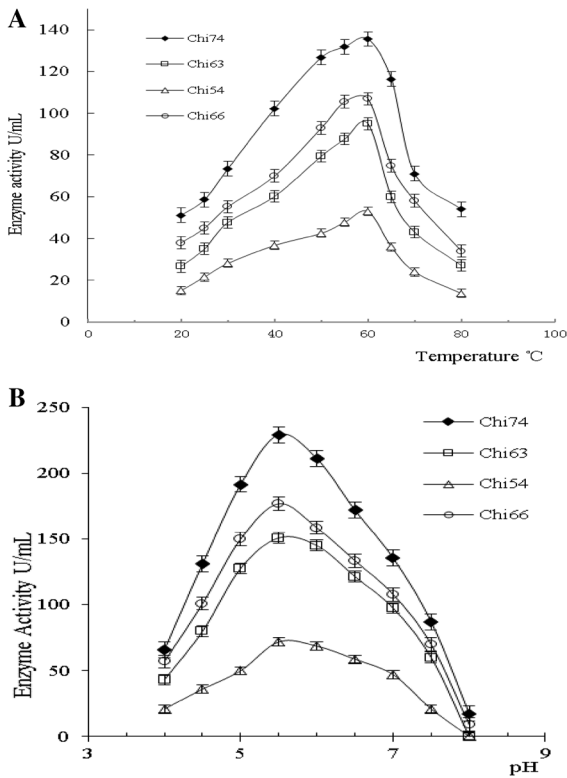 A
140
120
100
80
60
40
20
0
Enzyme activity U/mL
Chi74
Chi63
Chi54
Chi66
0 20 40 60 80 100
Temperature °C
B
250
200
150
100
50
0
Enzyme Activity U/mL
Chi74
Chi63
Chi54
Chi66
3 5 7 9
pH